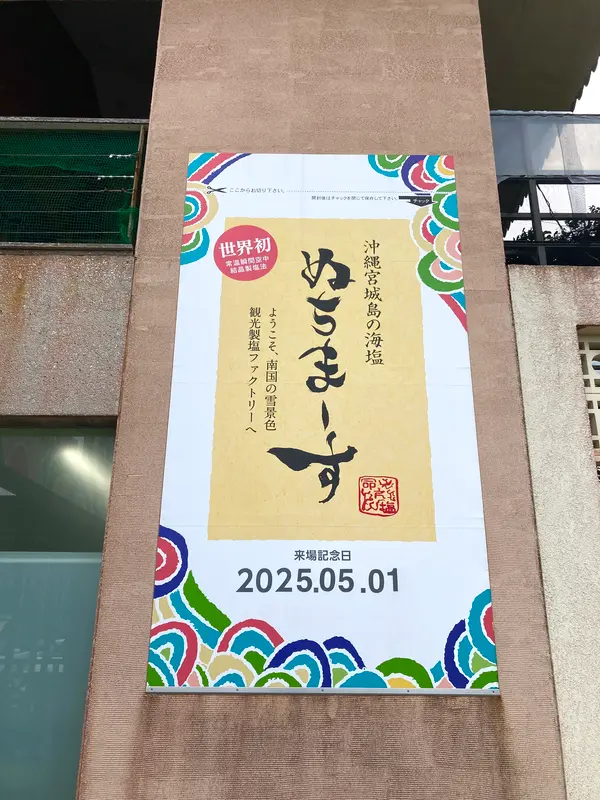 ここからお切り下さい。
開封後はチャックを閉じて保存して下さい。
チャック
世界初
常温瞬間空中
結晶製塩法
沖縄宮城島の海塩
ぬちまーす
ようこそ、南国の雪景色
観光製塩ファクトリーへ
来場記念日
2025.05.01